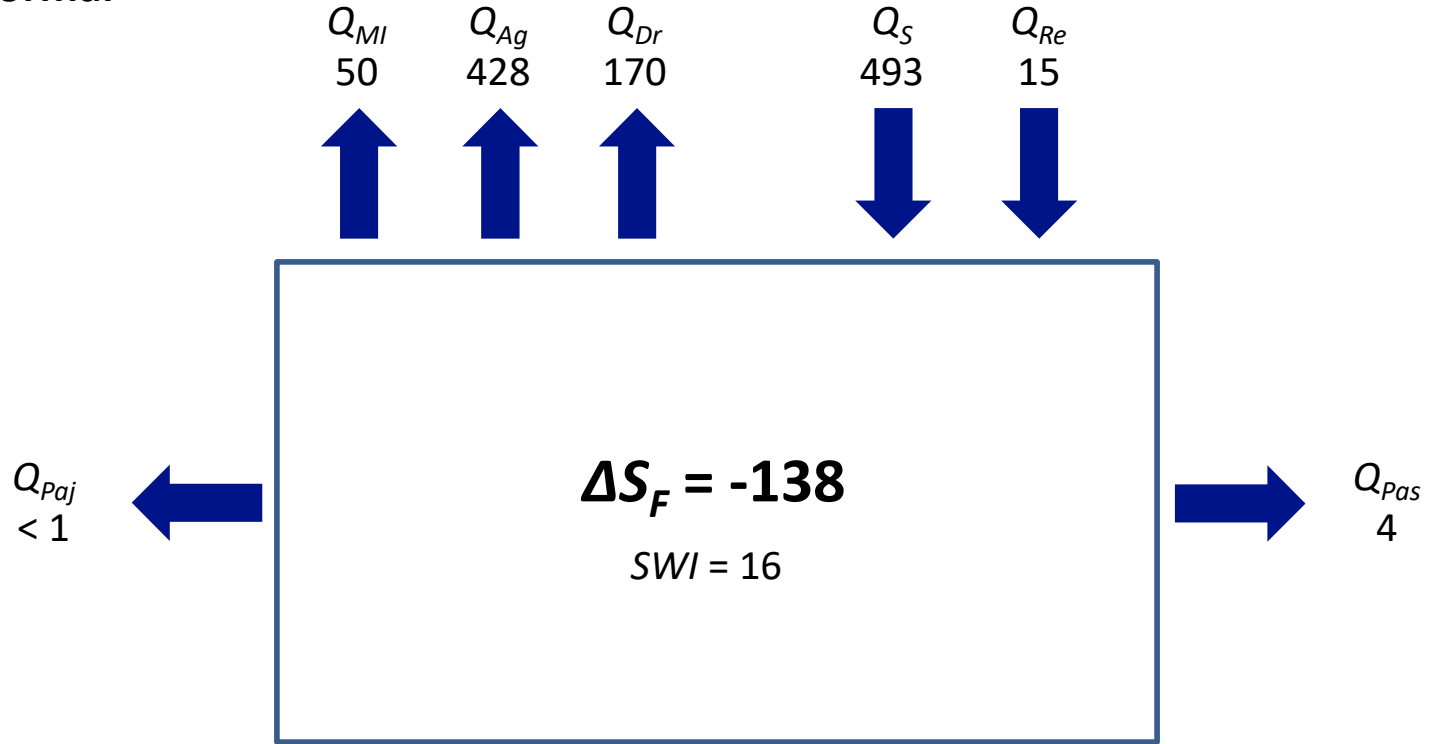 Q_MI Q_Ag Q_Dr Q_S Q_Re
50 428 170 493 15
Q_Paj
< 1
ΔS_F = -138
SWI = 16
Q_Pas
4